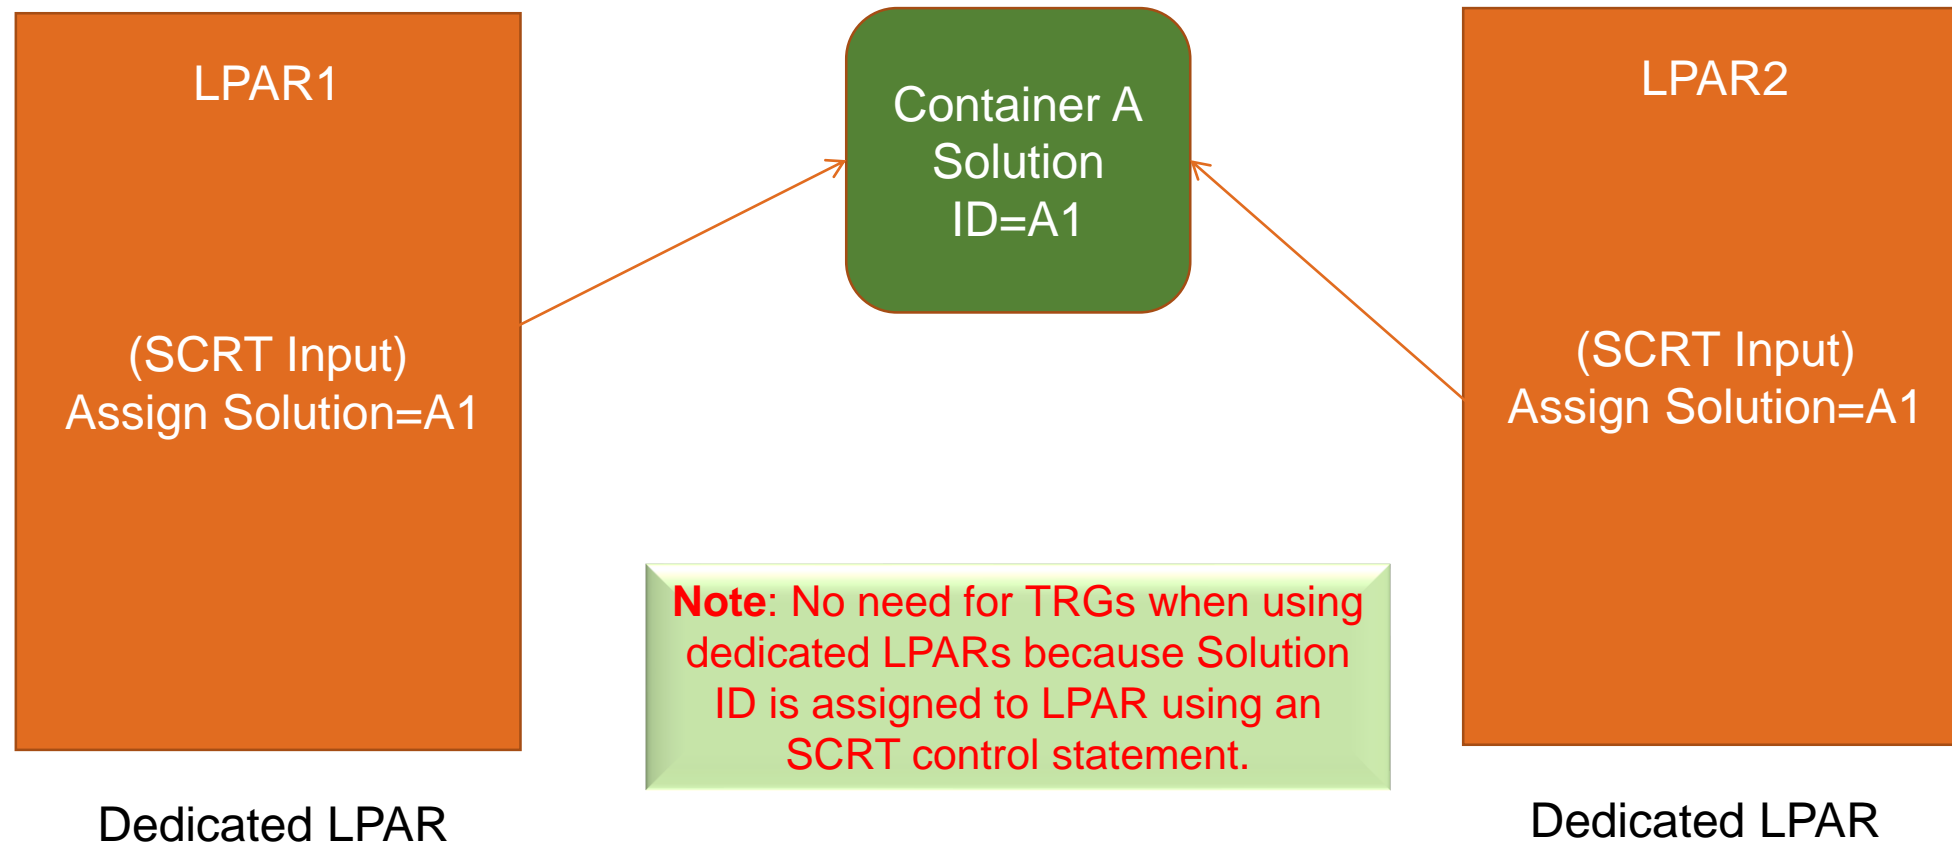 LPAR1
(SCRT Input)
Assign Solution=A1
Dedicated LPAR
Container A
Solution
ID=A1
Note: No need for TRGs when using
dedicated LPARs because Solution
ID is assigned to LPAR using an
SCRT control statement.
LPAR2
(SCRT Input)
Assign Solution=A1
Dedicated LPAR